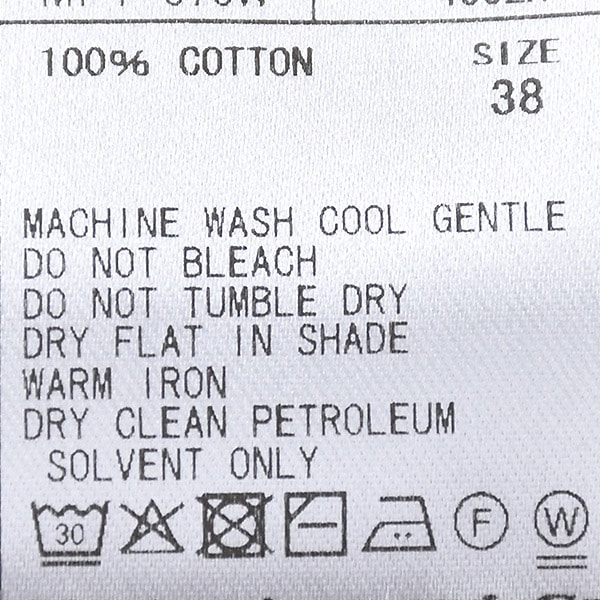 100% COTTON SIZE
38
MACHINE WASH COOL GENTLE
DO NOT BLEACH
DO NOT TUMBLE DRY
DRY FLAT IN SHADE
WARM IRON
DRY CLEAN PETROLEUM
SOLVENT ONLY
30 F W